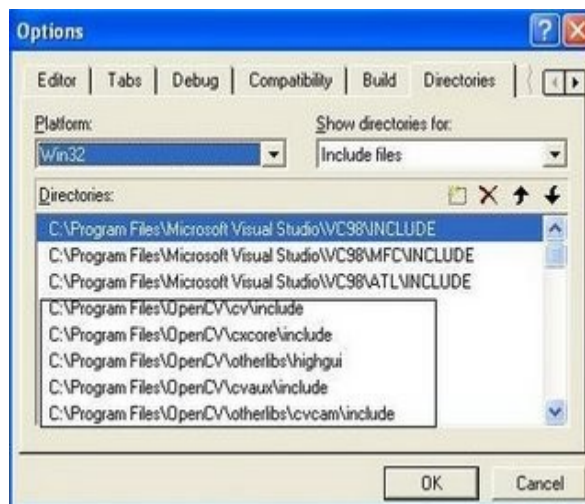 Options
Editor Tabs Debug Compatibility Build Directories
Platform: Show directories for:
Win32 Include files
Directories:
C:\Program Files\Microsoft Visual Studio\VC98\INCLUDE
C:\Program Files\Microsoft Visual Studio\VC98\MFC\INCLUDE
C:\Program Files\Microsoft Visual Studio\VC98\ATL\INCLUDE
C:\Program Files\OpenCV\cv\include
C:\Program Files\OpenCV\cxcore\include
C:\Program Files\OpenCV\otherlibs\highgui
C:\Program Files\OpenCV\cvaux\include
C:\Program Files\OpenCV\otherlibs\cvcam\include
OK Cancel